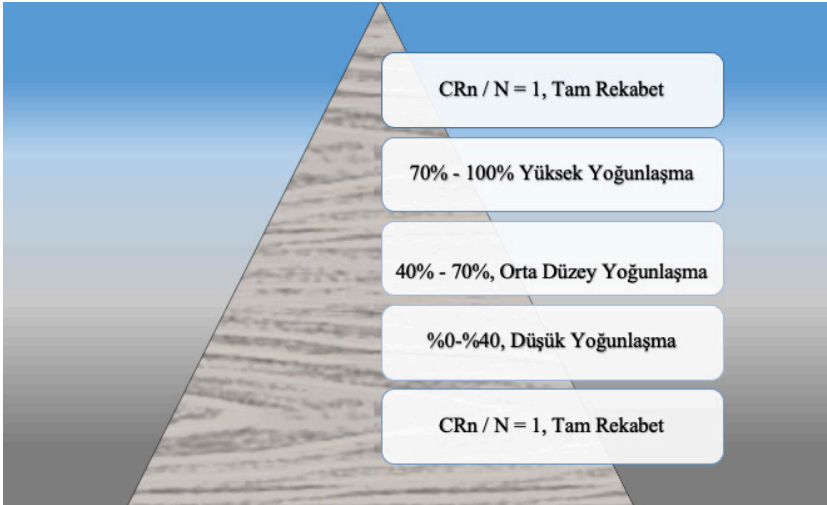 CRn / N = 1, Tam Rekabet
70% - 100% Yüksek Yoğunlaşma
40% - 70%, Orta Düzey Yoğunlaşma
%0-%40, Düşük Yoğunlaşma
CRn / N = 1, Tam Rekabet